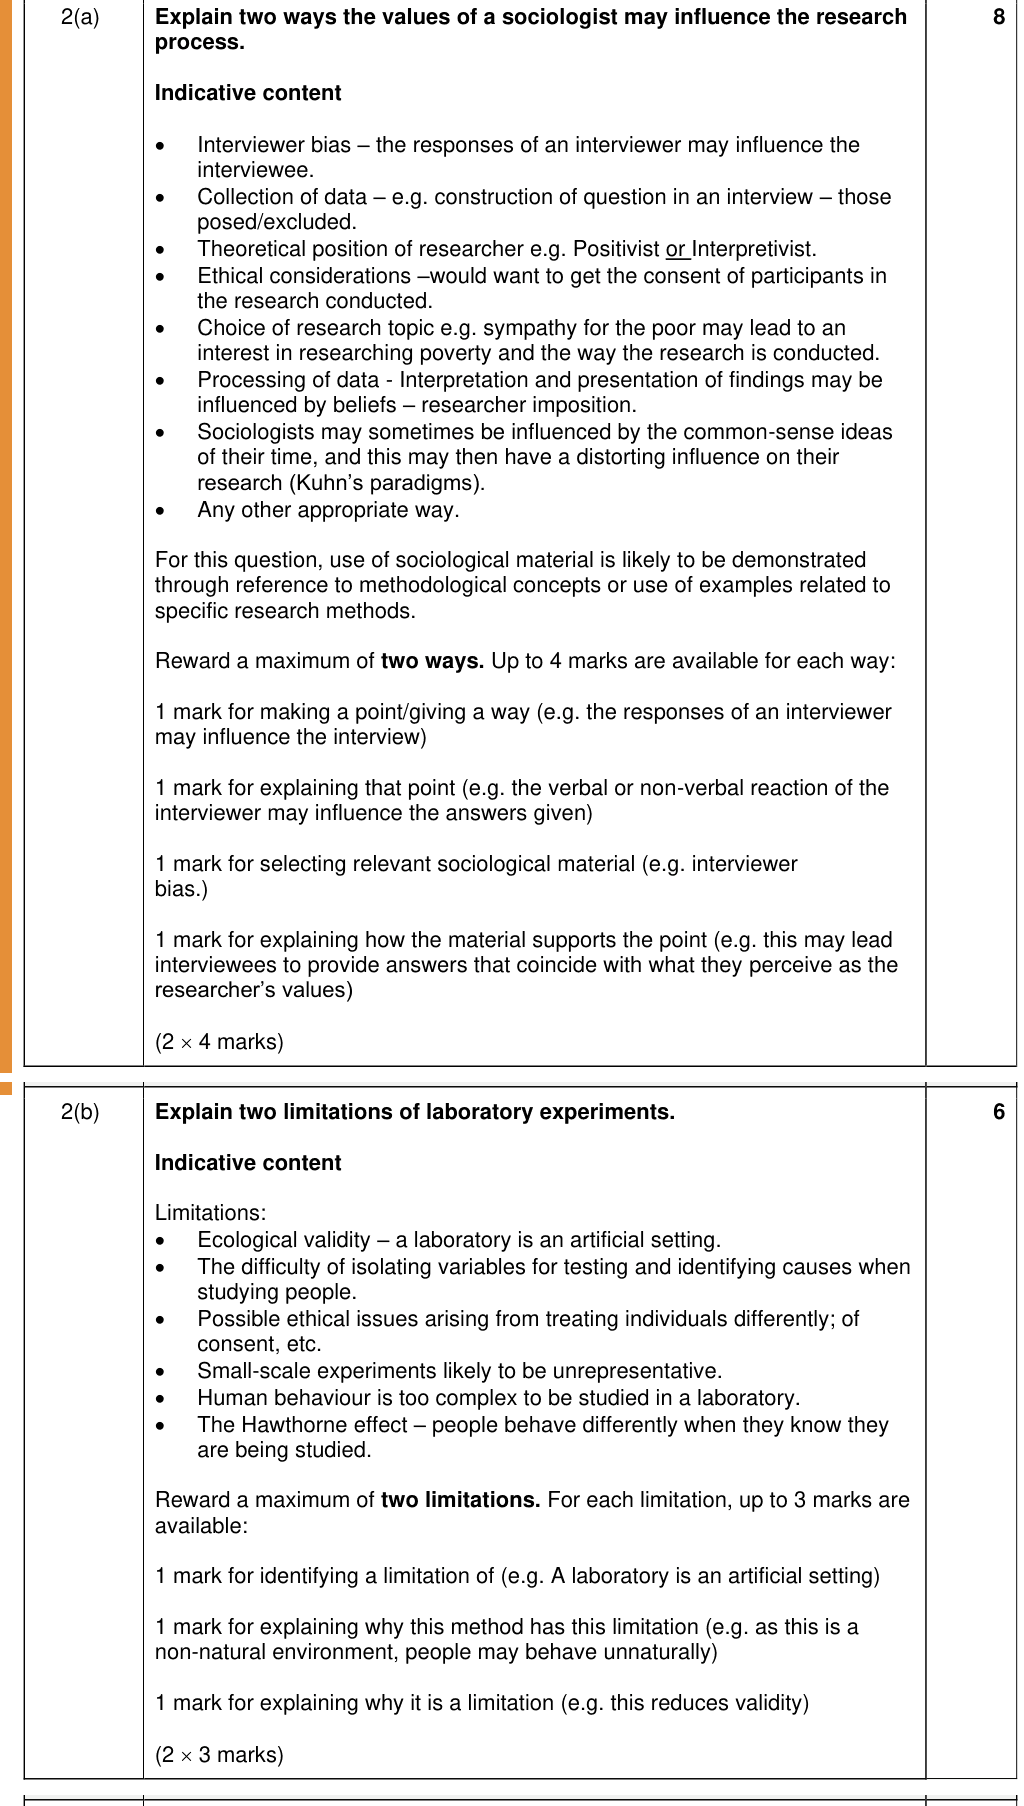 2(a)
Explain two ways the values of a sociologist may influence the research
process.
8
Indicative content
• Interviewer bias – the responses of an interviewer may influence the
interviewee.
• Collection of data – e.g. construction of question in an interview – those
posed/excluded.
• Theoretical position of researcher e.g. Positivist or Interpretivist.
• Ethical considerations –would want to get the consent of participants in
the research conducted.
• Choice of research topic e.g. sympathy for the poor may lead to an
interest in researching poverty and the way the research is conducted.
• Processing of data - Interpretation and presentation of findings may be
influenced by beliefs – researcher imposition.
• Sociologists may sometimes be influenced by the common-sense ideas
of their time, and this may then have a distorting influence on their
research (Kuhn’s paradigms).
• Any other appropriate way.
For this question, use of sociological material is likely to be demonstrated
through reference to methodological concepts or use of examples related to
specific research methods.
Reward a maximum of two ways. Up to 4 marks are available for each way:
1 mark for making a point/giving a way (e.g. the responses of an interviewer
may influence the interview)
1 mark for explaining that point (e.g. the verbal or non-verbal reaction of the
interviewer may influence the answers given)
1 mark for selecting relevant sociological material (e.g. interviewer
bias.)
1 mark for explaining how the material supports the point (e.g. this may lead
interviewees to provide answers that coincide with what they perceive as the
researcher’s values)
(2 × 4 marks)
2(b)
Explain two limitations of laboratory experiments.
6
Indicative content
Limitations:
• Ecological validity – a laboratory is an artificial setting.
• The difficulty of isolating variables for testing and identifying causes when
studying people.
• Possible ethical issues arising from treating individuals differently; of
consent, etc.
• Small-scale experiments likely to be unrepresentative.
• Human behaviour is too complex to be studied in a laboratory.
• The Hawthorne effect – people behave differently when they know they
are being studied.
Reward a maximum of two limitations. For each limitation, up to 3 marks are
available:
1 mark for identifying a limitation of (e.g. A laboratory is an artificial setting)
1 mark for explaining why this method has this limitation (e.g. as this is a
non-natural environment, people may behave unnaturally)
1 mark for explaining why it is a limitation (e.g. this reduces validity)
(2 × 3 marks)